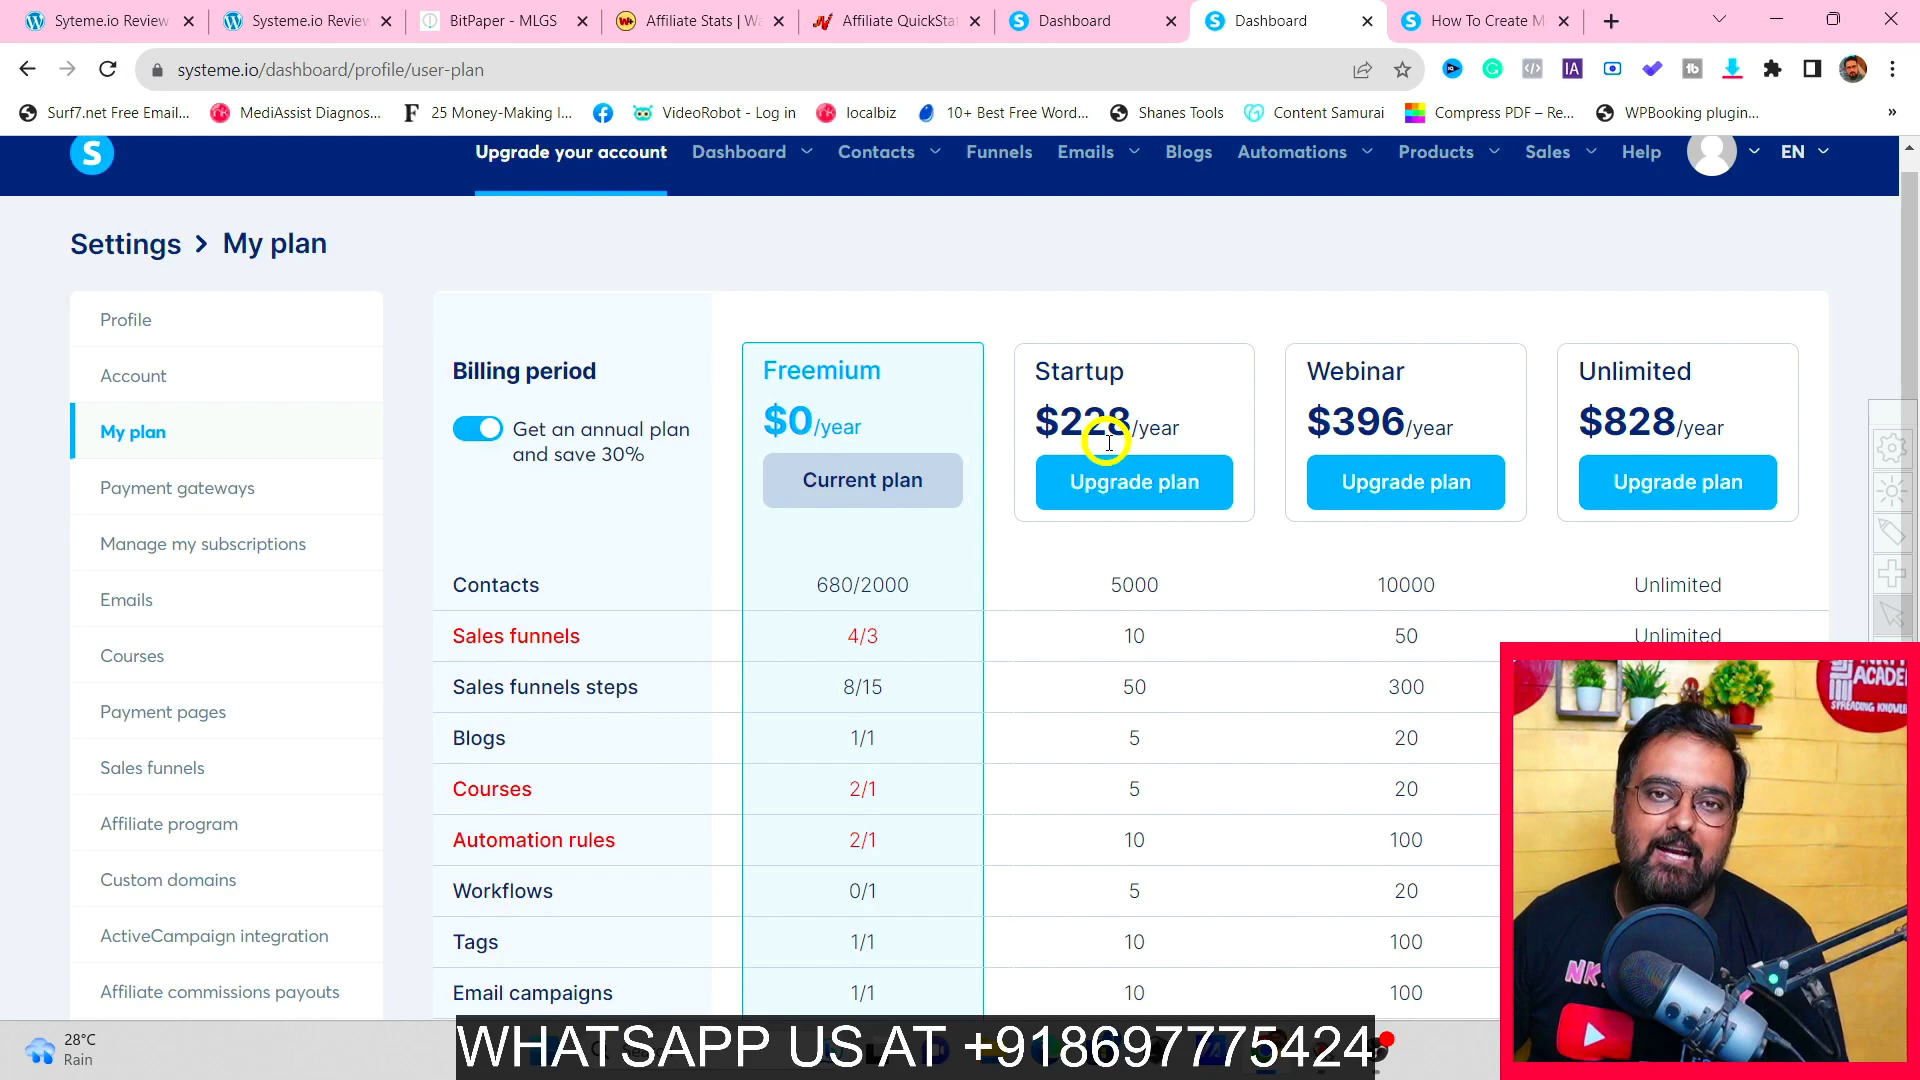 Syteme.io Review
Systeme.io Review
BitPaper - MLGS
Affiliate Stats | Wa
Affiliate QuickStat
Dashboard
Dashboard
How To Create M
systeme.io/dashboard/profile/user-plan
Surf7.net Free Email...
MediAssist Diagnos...
25 Money-Making I...
VideoRobot - Log in
localbiz
10+ Best Free Word...
Shanes Tools
Content Samurai
Compress PDF – Re...
WPBooking plugin...
»
Upgrade your account
Dashboard
Contacts
Funnels
Emails
Blogs
Automations
Products
Sales
Help
EN
Settings > My plan
Profile
Account
My plan
Payment gateways
Manage my subscriptions
Emails
Courses
Payment pages
Sales funnels
Affiliate program
Custom domains
ActiveCampaign integration
Affiliate commissions payouts
Billing period
Get an annual plan
and save 30%
Freemium
$0/year
Current plan
Startup
$228/year
Upgrade plan
Webinar
$396/year
Upgrade plan
Unlimited
$828/year
Upgrade plan
Contacts 680/2000 5000 10000 Unlimited
Sales funnels 4/3 10 50 Unlimited
Sales funnels steps 8/15 50 300
Blogs 1/1 5 20
Courses 2/1 5 20
Automation rules 2/1 10 100
Workflows 0/1 5 20
Tags 1/1 10 100
Email campaigns 1/1 10 100
SPREADING KNOWL
NK
28°C
Rain
WHATSAPP US AT +918697775424